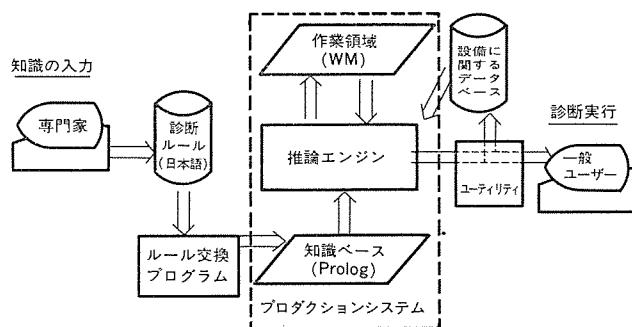 知識の入力
専門家
診断
ルール
(日本語)
ルール交換
プログラム
作業領域
(WM)
推論エンジン
知識ベース
(Prolog)
プロダクションシステム
設備に
関する
データ
ベース
ユーティリティ
診断実行
一般
ユーザー